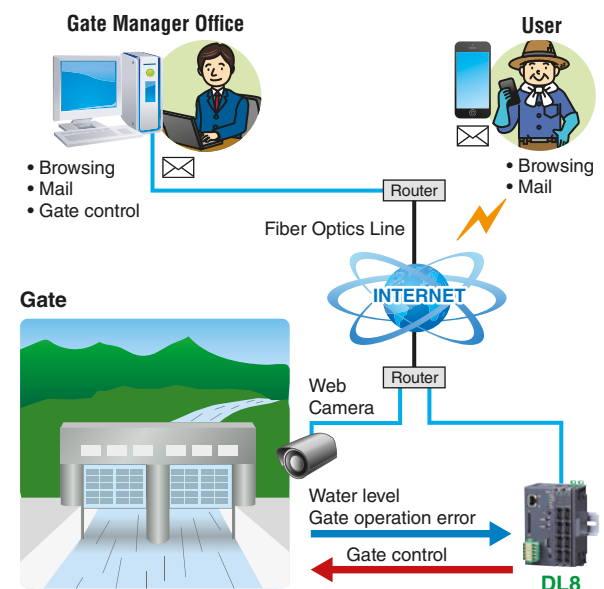 Gate Manager Office
• Browsing
• Mail
• Gate control
User
• Browsing
• Mail
Router
Fiber Optics Line
INTERNET
Gate
Router
Web
Camera
Water level
Gate operation error
Gate control
DL8